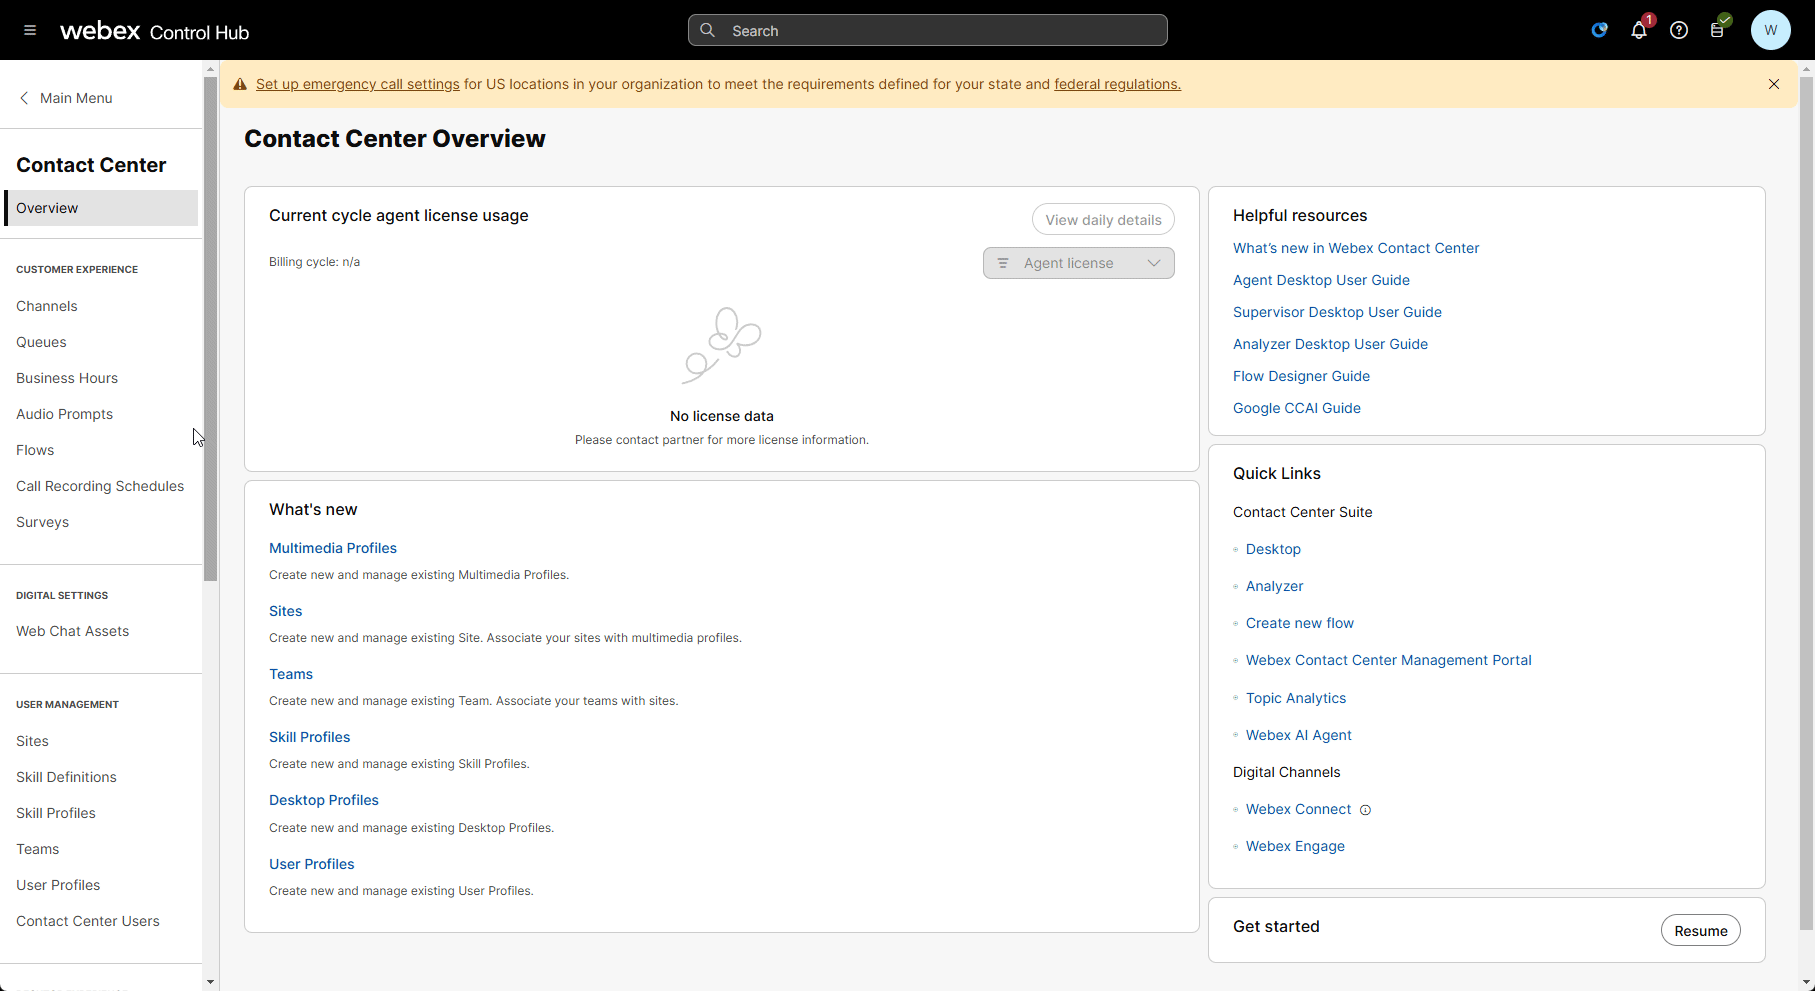 webex Control Hub
Search
1
W
Main Menu
Contact Center
Overview
CUSTOMER EXPERIENCE
Channels
Queues
Business Hours
Audio Prompts
Flows
Call Recording Schedules
Surveys
DIGITAL SETTINGS
Web Chat Assets
USER MANAGEMENT
Sites
Skill Definitions
Skill Profiles
Teams
User Profiles
Contact Center Users
Set up emergency call settings for US locations in your organization to meet the requirements defined for your state and federal regulations.
Contact Center Overview
Current cycle agent license usage
View daily details
Billing cycle: n/a
Agent license
No license data
Please contact partner for more license information.
What's new
Multimedia Profiles
Create new and manage existing Multimedia Profiles.
Sites
Create new and manage existing Site. Associate your sites with multimedia profiles.
Teams
Create new and manage existing Team. Associate your teams with sites.
Skill Profiles
Create new and manage existing Skill Profiles.
Desktop Profiles
Create new and manage existing Desktop Profiles.
User Profiles
Create new and manage existing User Profiles.
Helpful resources
What's new in Webex Contact Center
Agent Desktop User Guide
Supervisor Desktop User Guide
Analyzer Desktop User Guide
Flow Designer Guide
Google CCAI Guide
Quick Links
Contact Center Suite
Desktop
Analyzer
Create new flow
Webex Contact Center Management Portal
Topic Analytics
Webex AI Agent
Digital Channels
Webex Connect
Webex Engage
Get started
Resume